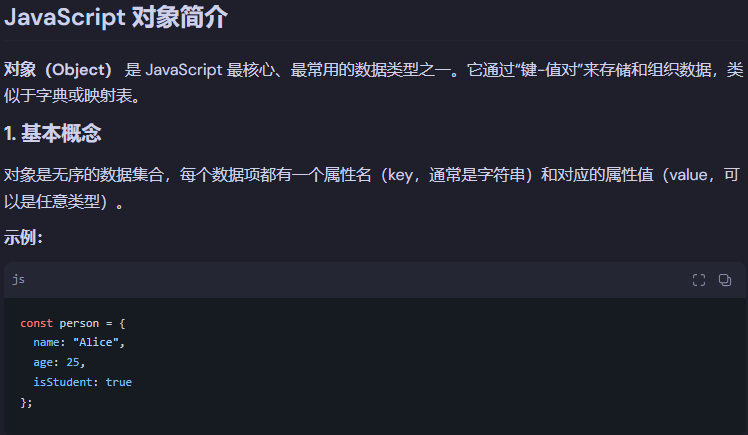 JavaScript 对象简介
对象（Object） 是 JavaScript 最核心、最常用的数据类型之一。它通过“键-值对”来存储和组织数据，类
似于字典或映射表。
1. 基本概念
对象是无序的数据集合，每个数据项都有一个属性名（key，通常是字符串）和对应的属性值（value，可
以是任意类型）。
示例：
js
const person = {
  name: "Alice",
  age: 25,
  isStudent: true
};